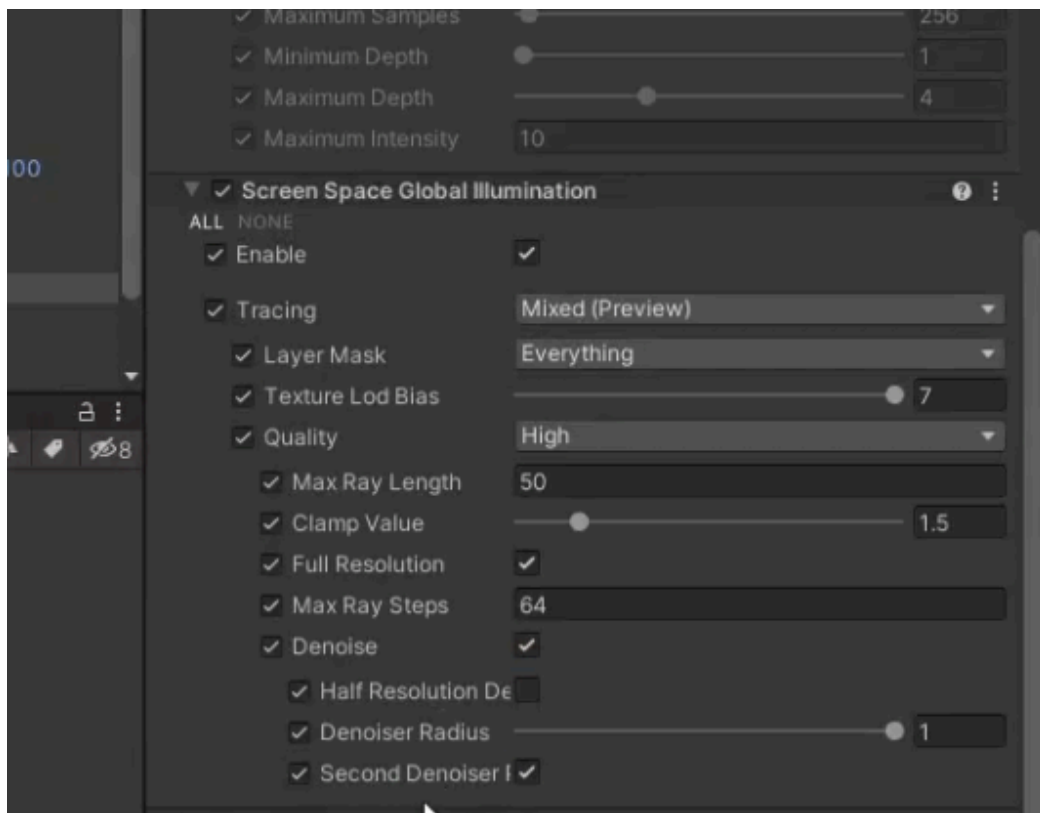 Maximum Samples 256
Minimum Depth 1
Maximum Depth 4
Maximum Intensity 10
100
Screen Space Global Illumination
ALL NONE
Enable
Tracing Mixed (Preview)
Layer Mask Everything
Texture Lod Bias 7
8
Quality High
Max Ray Length 50
Clamp Value 1.5
Full Resolution
Max Ray Steps 64
Denoise
Half Resolution De
Denoiser Radius 1
Second Denoiser